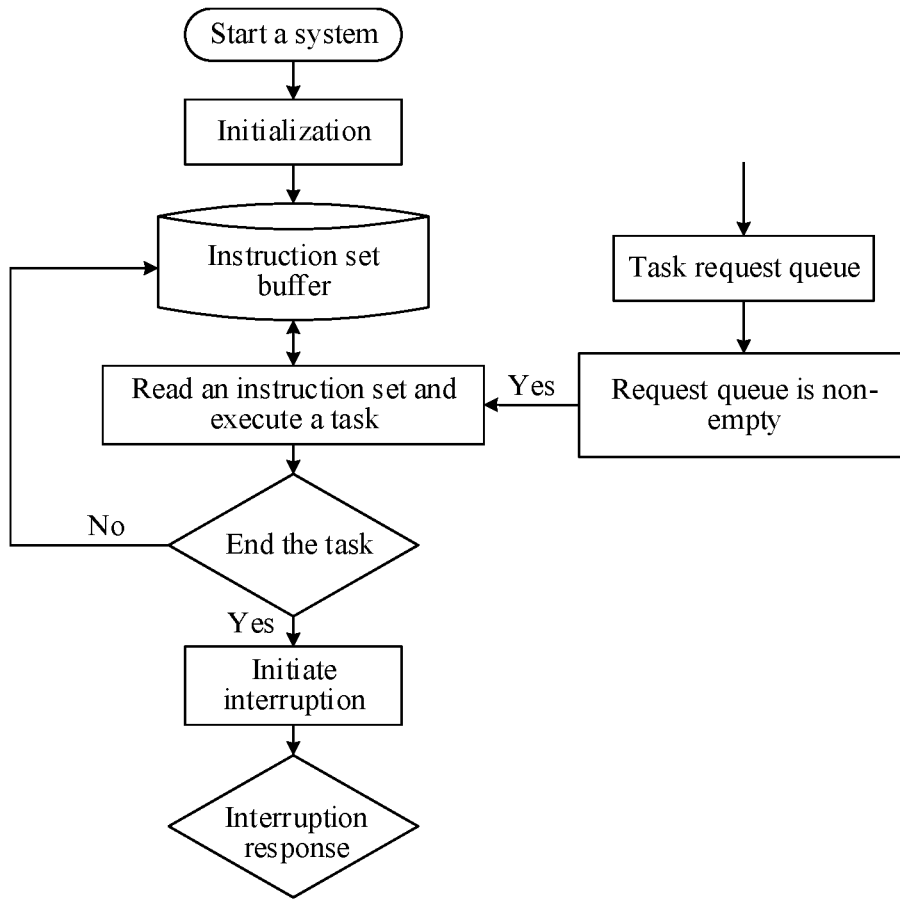 Start a system
Initialization
Instruction set
buffer
Task request queue
Read an instruction set and
execute a task
Yes
Request queue is non-
empty
No
End the task
Yes
Initiate
interruption
Interruption
response